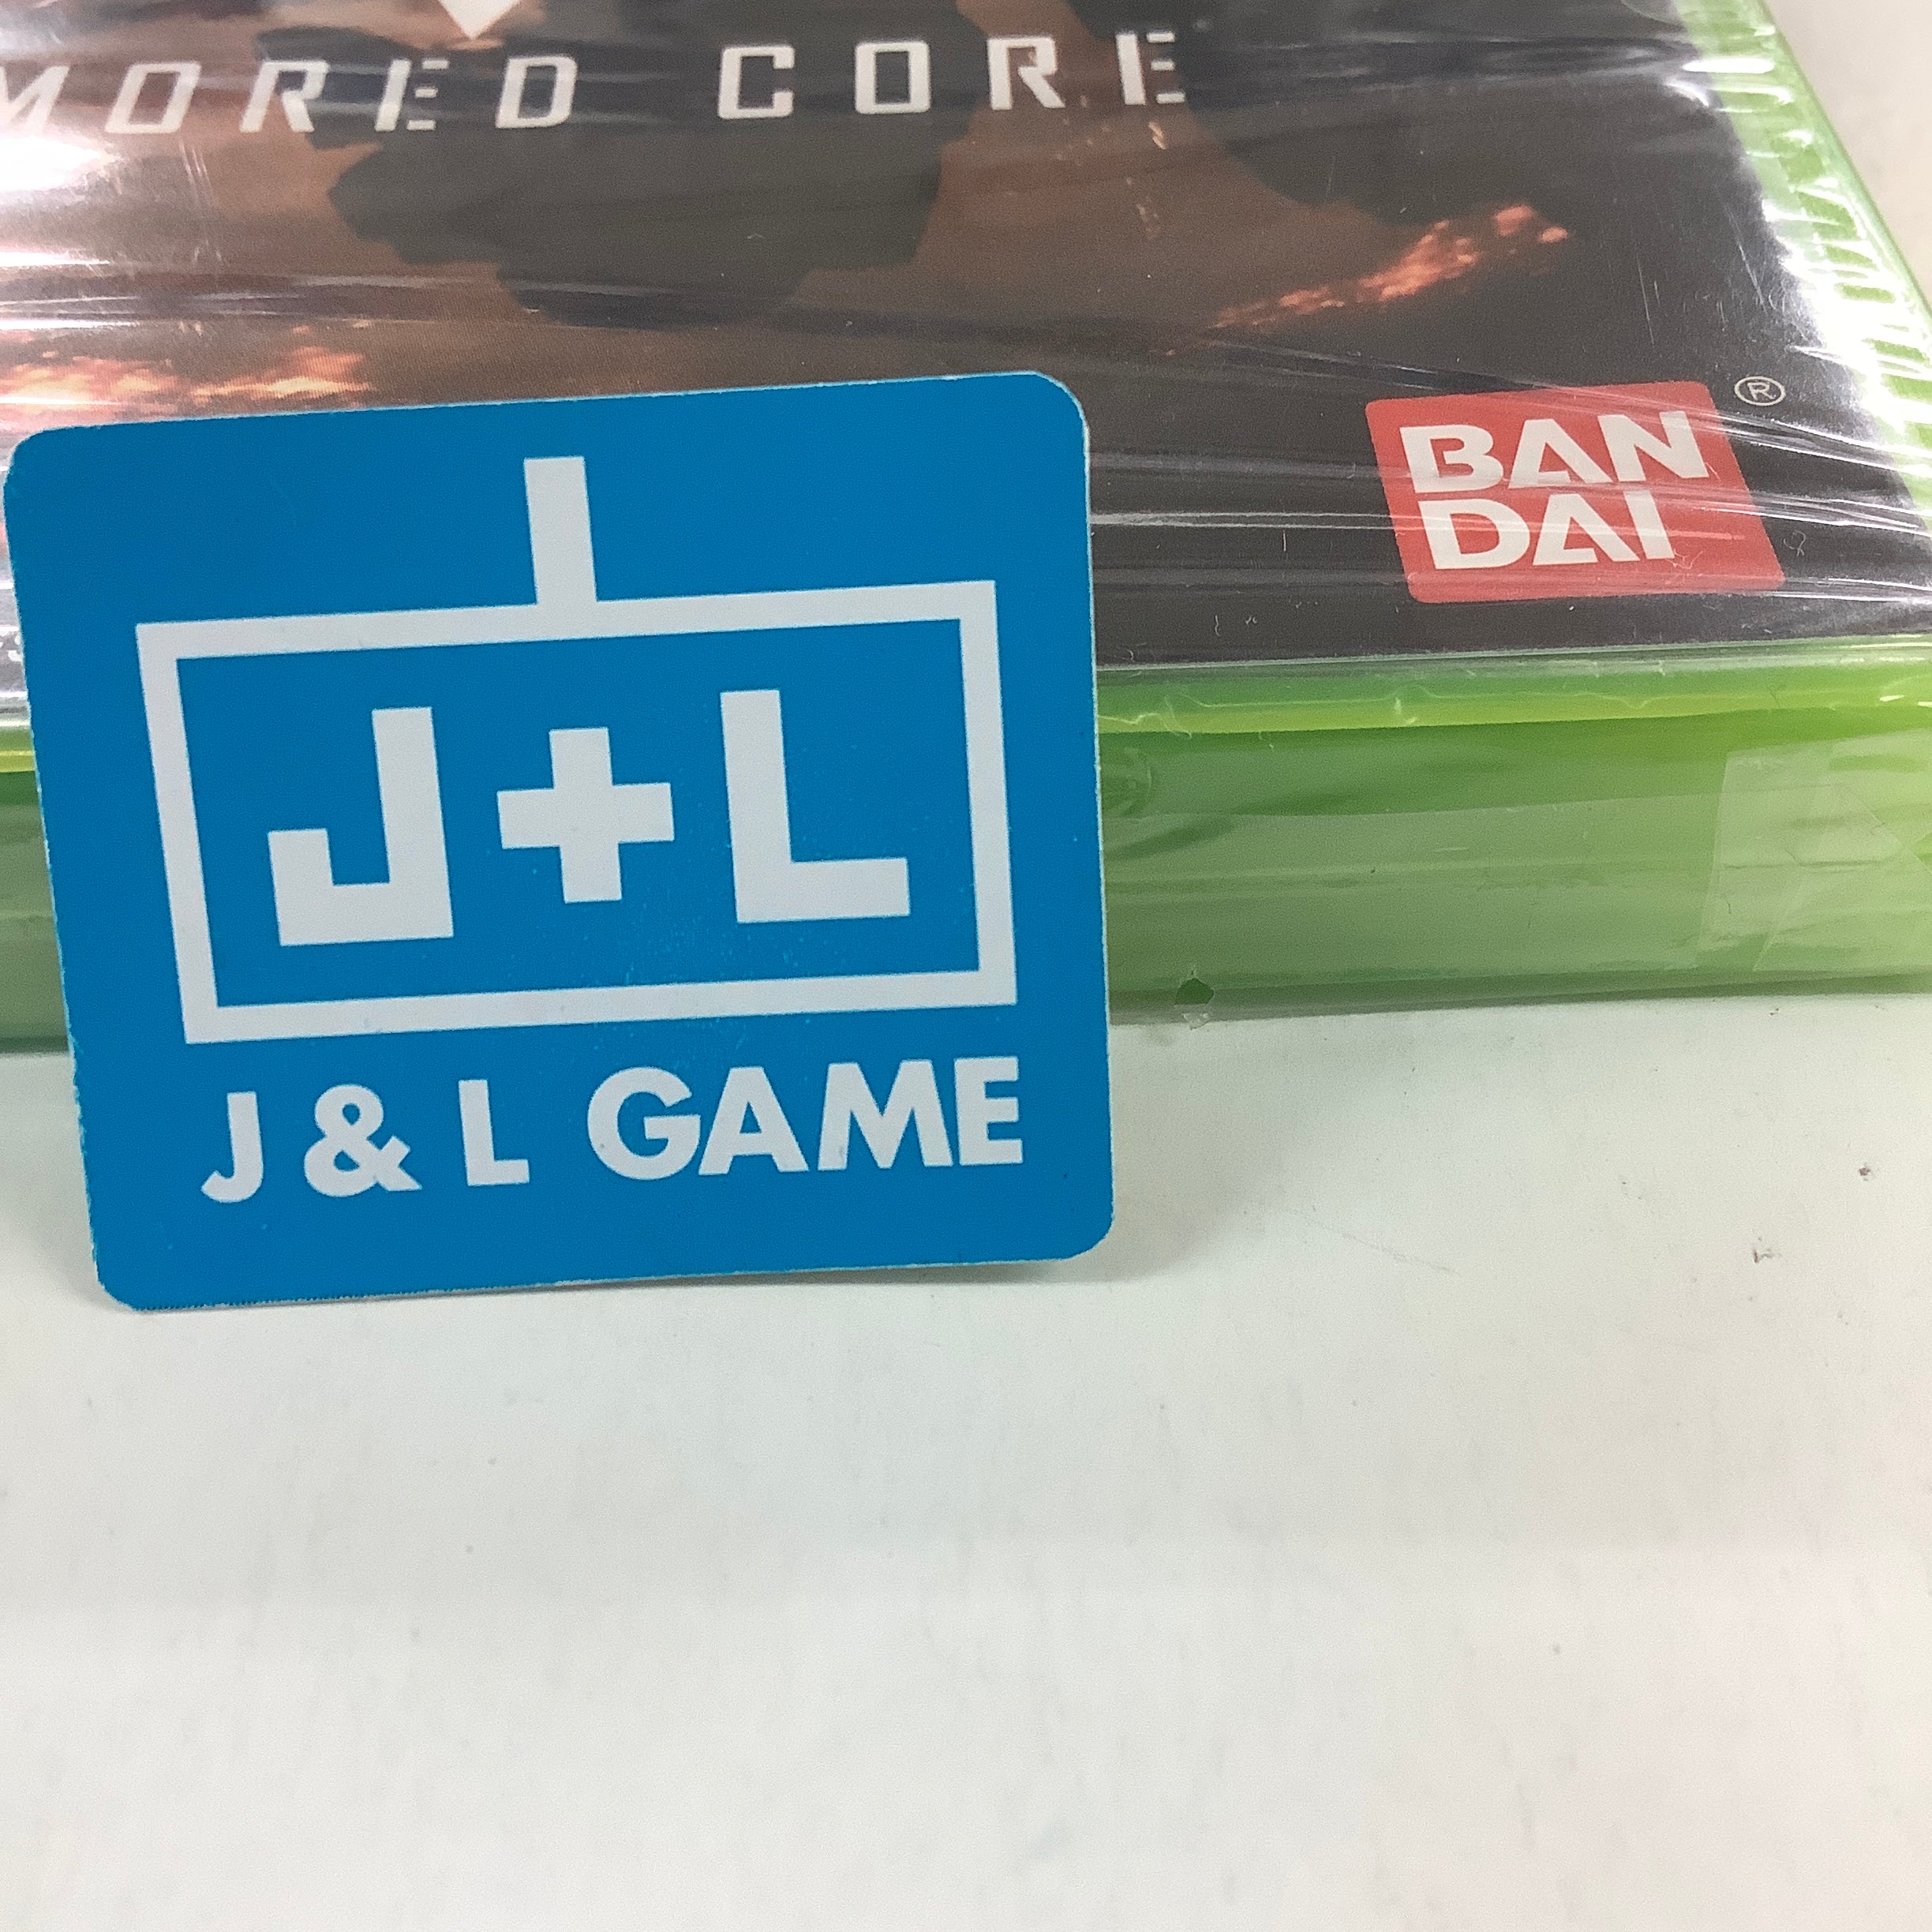 MORED CORE
BAN
DAI
®
J+L
J & L GAME